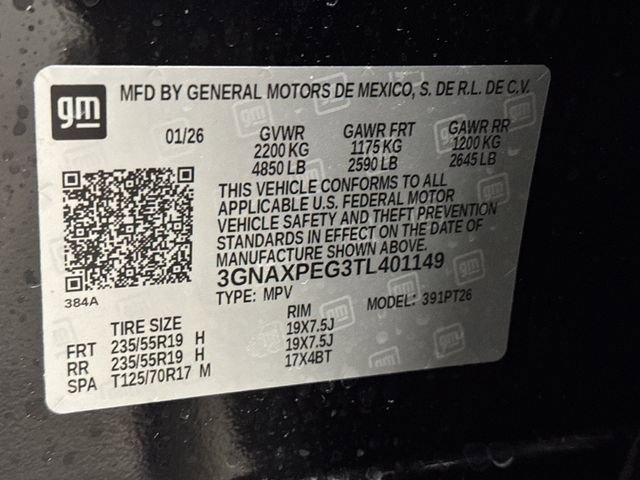 gm
MFD BY GENERAL MOTORS DE MEXICO, S. DE R.L. DE C.V.
01/26 GVWR GAWR FRT GAWR RR
2200 KG 1175 KG 1200 KG
4850 LB 2590 LB 2645 LB
THIS VEHICLE CONFORMS TO ALL
APPLICABLE U.S. FEDERAL MOTOR
VEHICLE SAFETY AND THEFT PREVENTION
STANDARDS IN EFFECT ON THE DATE OF
MANUFACTURE SHOWN ABOVE.
3GNAXPEG3TL401149
384A
TYPE: MPV MODEL: 391PT26
TIRE SIZE RIM
FRT 235/55R19 H 19X7.5J
RR 235/55R19 H 19X7.5J
SPA T125/70R17 M 17X4BT